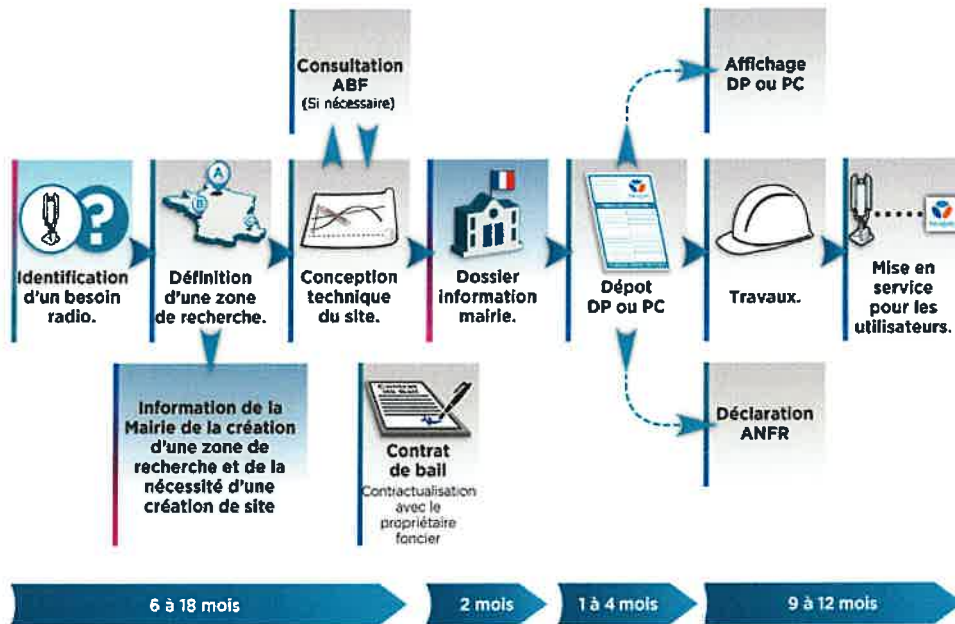 Consultation
ABF
(Si nécessaire)
Affichage
DP ou PC
A
B
Identification
d'un besoin
radio.
Définition
d'une zone
de recherche.
Conception
technique
du site.
Dossier
information
mairie.
Dépot
DP ou PC
Travaux.
Mise en
service
pour les
utilisateurs.
Information de la
Mairie de la création
d'une zone de
recherche et de la
nécessité d'une
création de site
Contrat
de bail
Contractualisation
avec le
propriétaire
foncier
Déclaration
ANFR
6 à 18 mois
2 mois
1 à 4 mois
9 à 12 mois